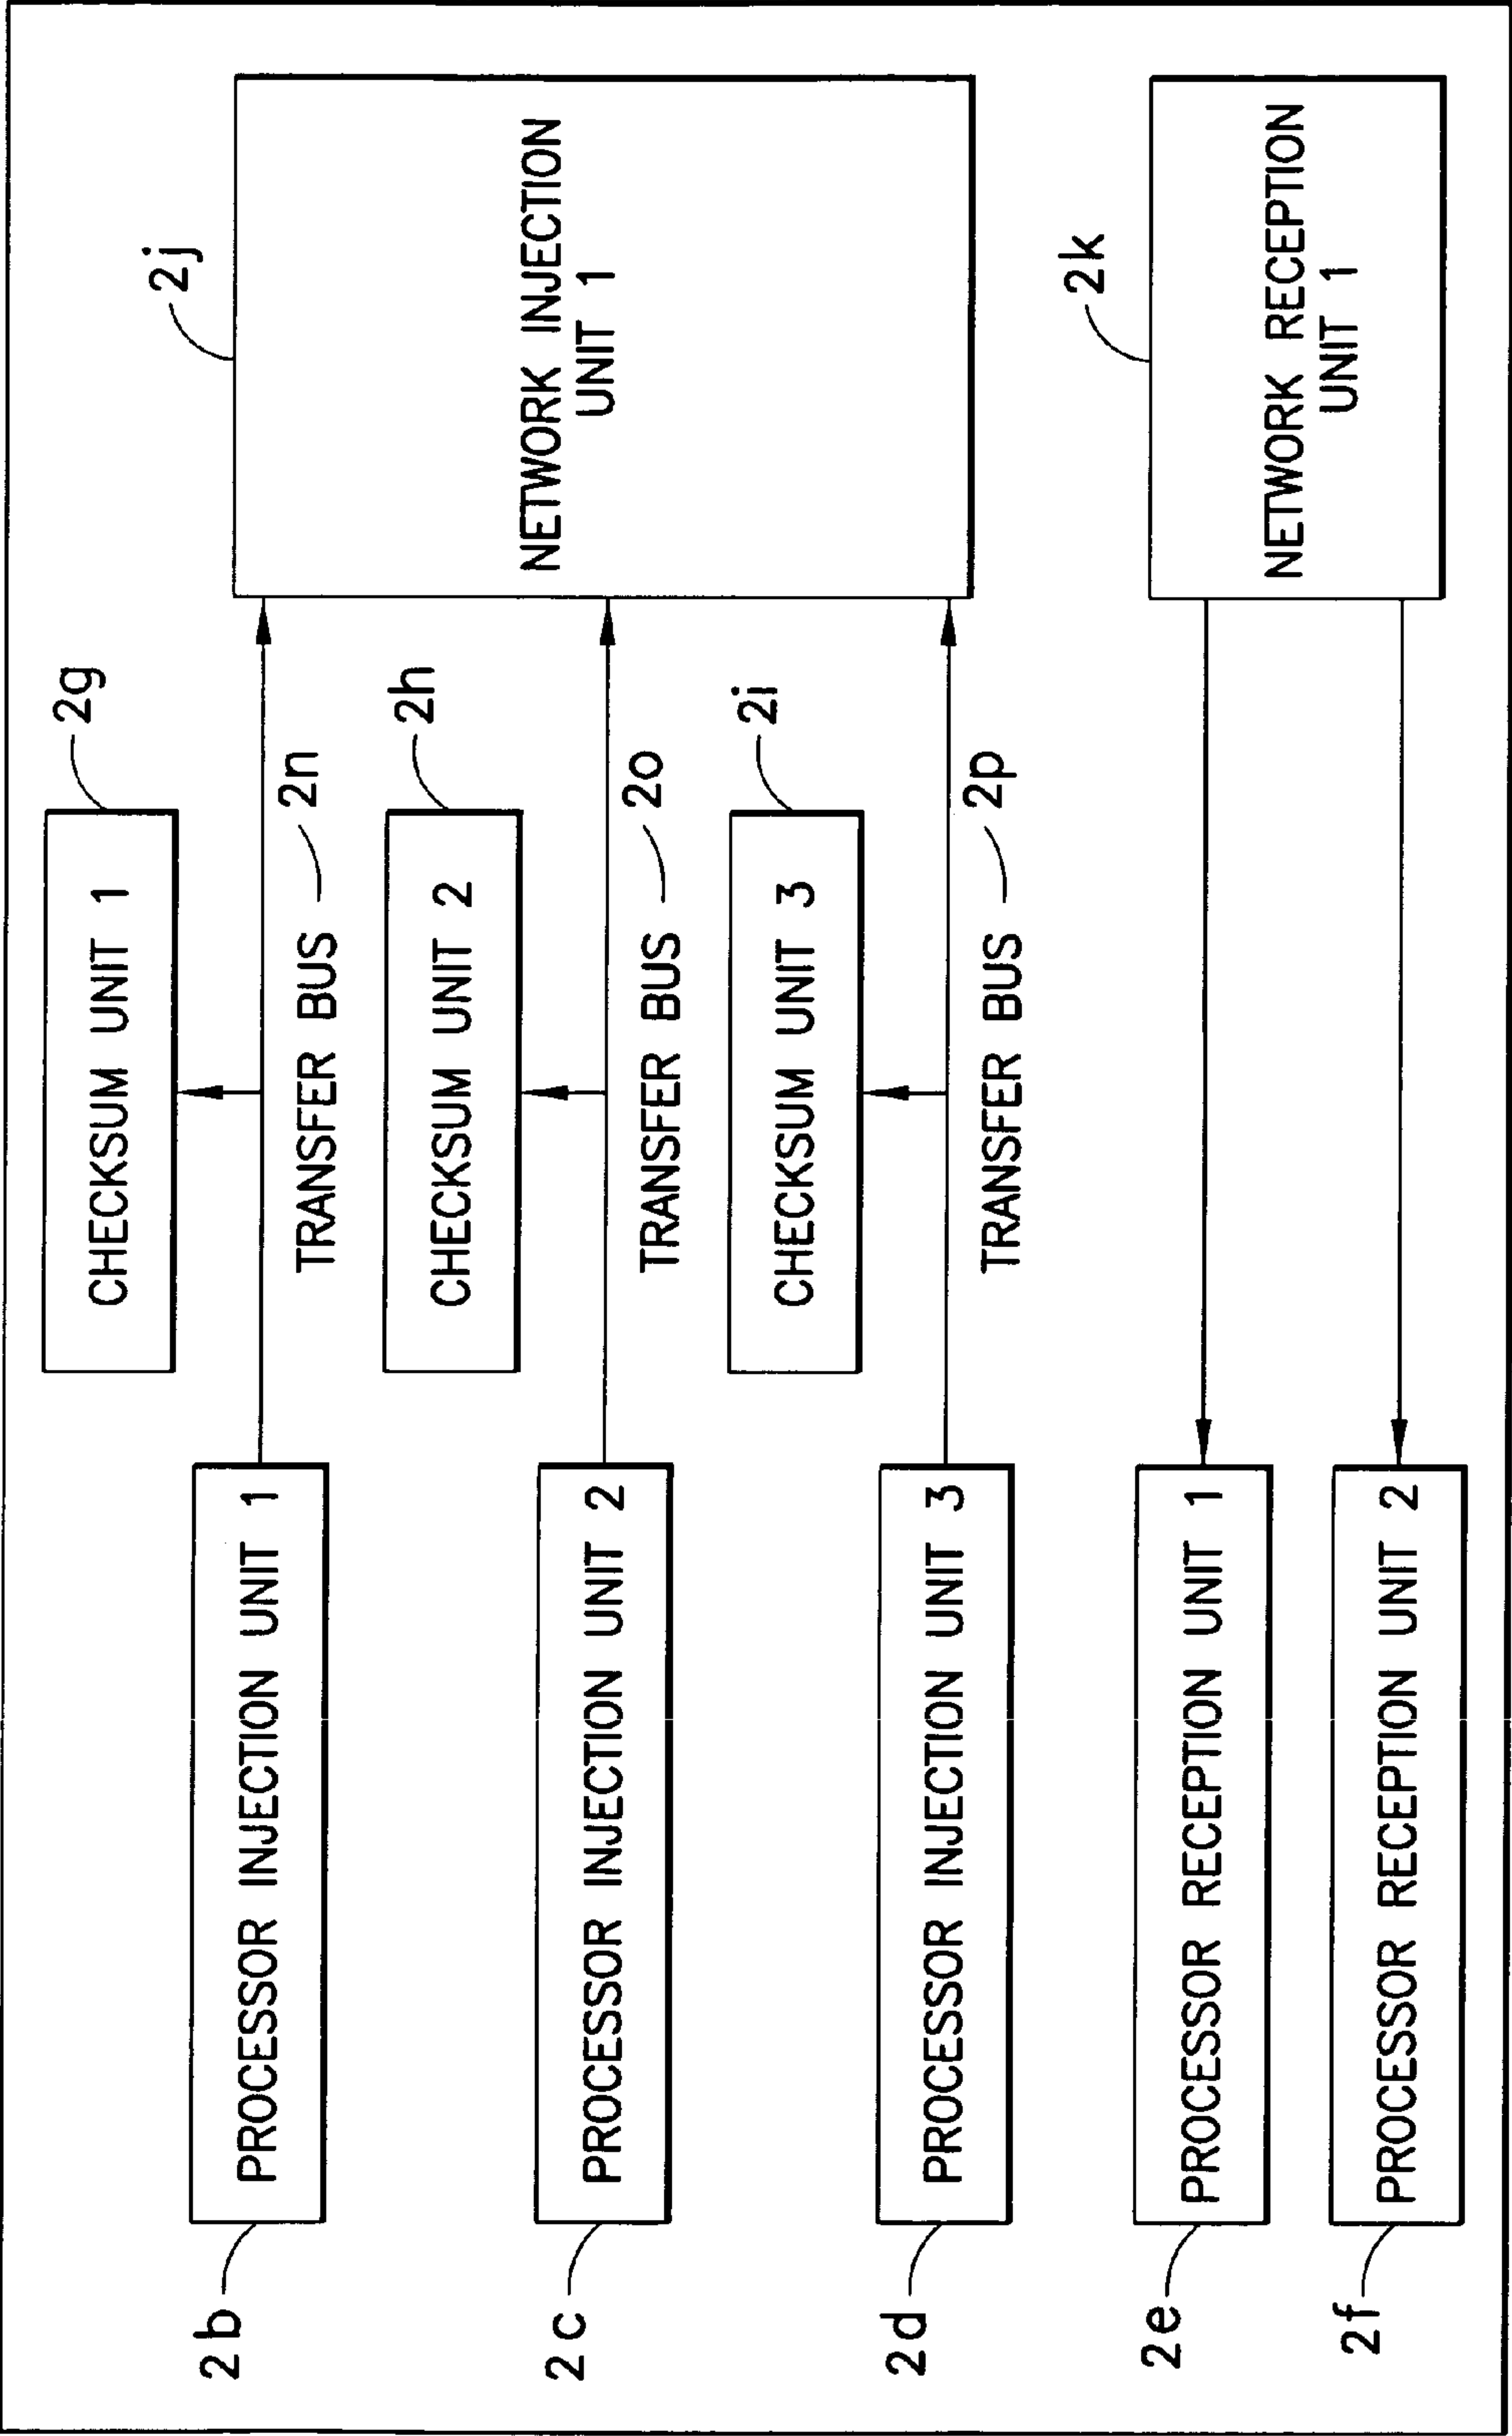 2g
CHECKSUM UNIT 1
2j
2b
PROCESSOR INJECTION UNIT 1
TRANSFER BUS
2n
2h
CHECKSUM UNIT 2
NETWORK INJECTION
UNIT 1
2c
PROCESSOR INJECTION UNIT 2
TRANSFER BUS
2o
2i
CHECKSUM UNIT 3
2d
PROCESSOR INJECTION UNIT 3
TRANSFER BUS
2p
2k
2e
PROCESSOR RECEPTION UNIT 1
NETWORK RECEPTION
UNIT 1
2f
PROCESSOR RECEPTION UNIT 2